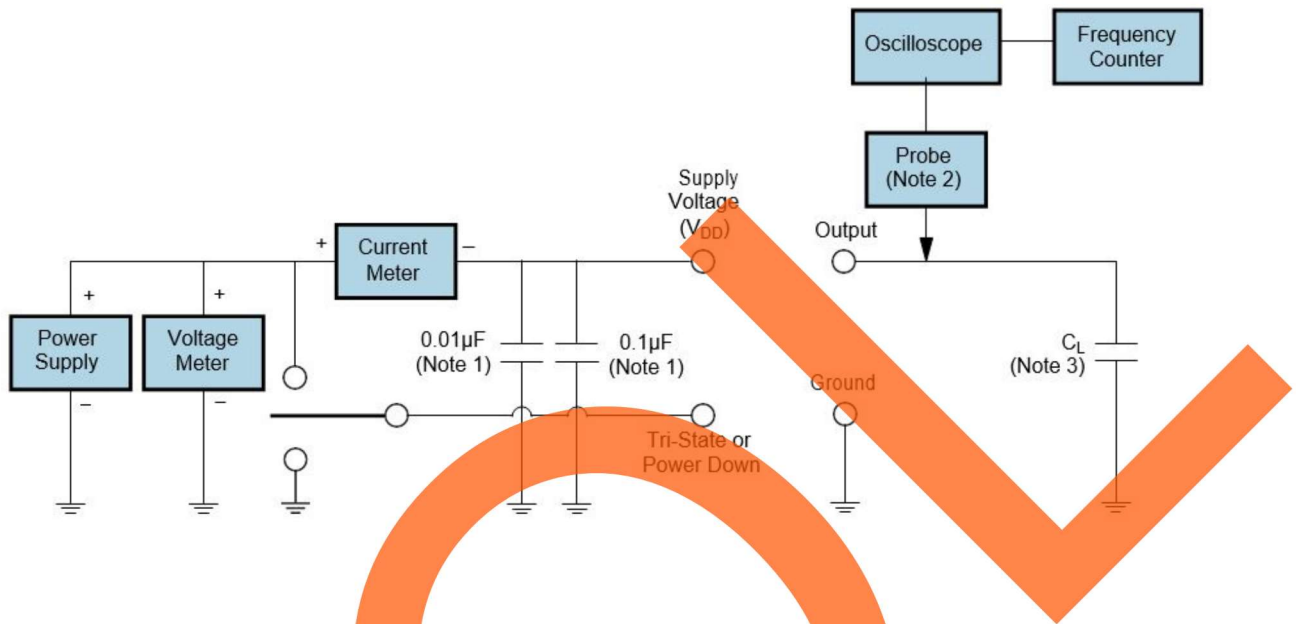 Oscilloscope
Frequency
Counter
Probe
(Note 2)
Supply
Voltage
(VDD)
Output
+
Current
Meter
–
+
+
Power
Supply
Voltage
Meter
–
–
0.01µF
(Note 1)
0.1µF
(Note 1)
CL
(Note 3)
Ground
Tri-State or
Power Down